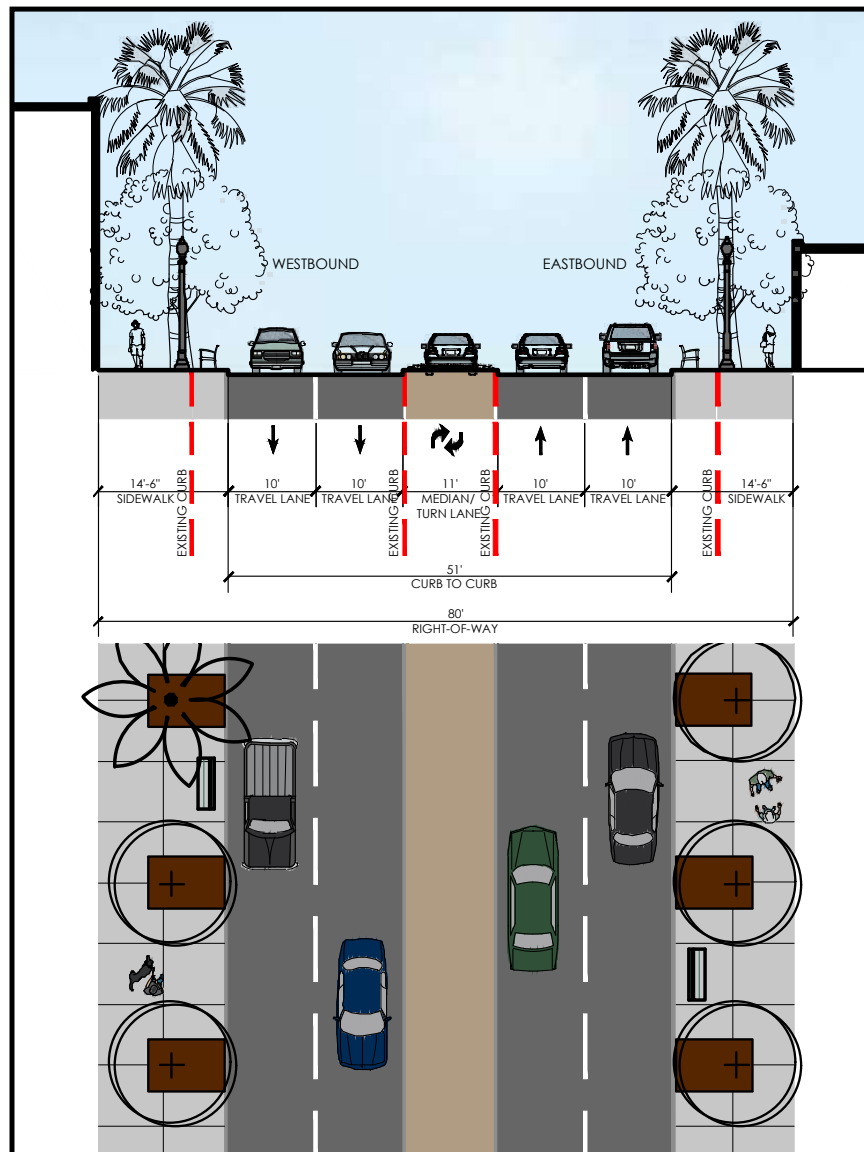 WESTBOUND
EASTBOUND
14'-6"
SIDEWALK
EXISTING CURB
10'
TRAVEL LANE
10'
TRAVEL LANE
EXISTING CURB
11'
MEDIAN/
TURN LANE
EXISTING CURB
10'
TRAVEL LANE
10'
TRAVEL LANE
EXISTING CURB
14'-6"
SIDEWALK
51'
CURB TO CURB
80'
RIGHT-OF-WAY